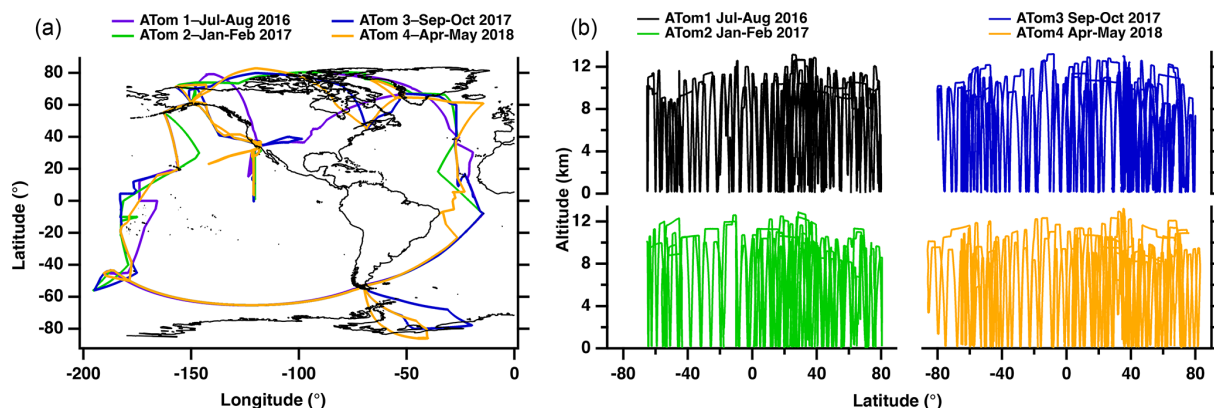 (a)
ATom 1–Jul-Aug 2016 ATom 3–Sep-Oct 2017
ATom 2–Jan-Feb 2017 ATom 4–Apr-May 2018
80
60
40
20
0
-20
-40
-60
-80
Latitude (°)
-200 -150 -100 -50 0
Longitude (°)
(b)
ATom1 Jul-Aug 2016 ATom3 Sep-Oct 2017
ATom2 Jan-Feb 2017 ATom4 Apr-May 2018
12
8
4
0
12
8
4
0
Altitude (km)
-80 -40 0 40 80 -80 -40 0 40 80
Latitude (°)